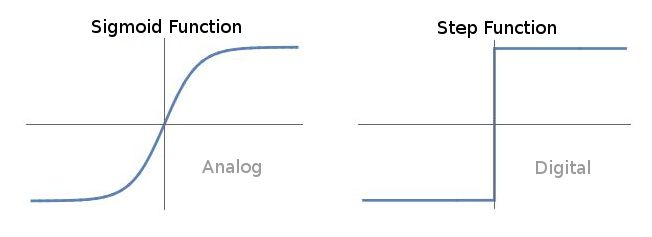 Sigmoid Function
Step Function
Analog
Digital